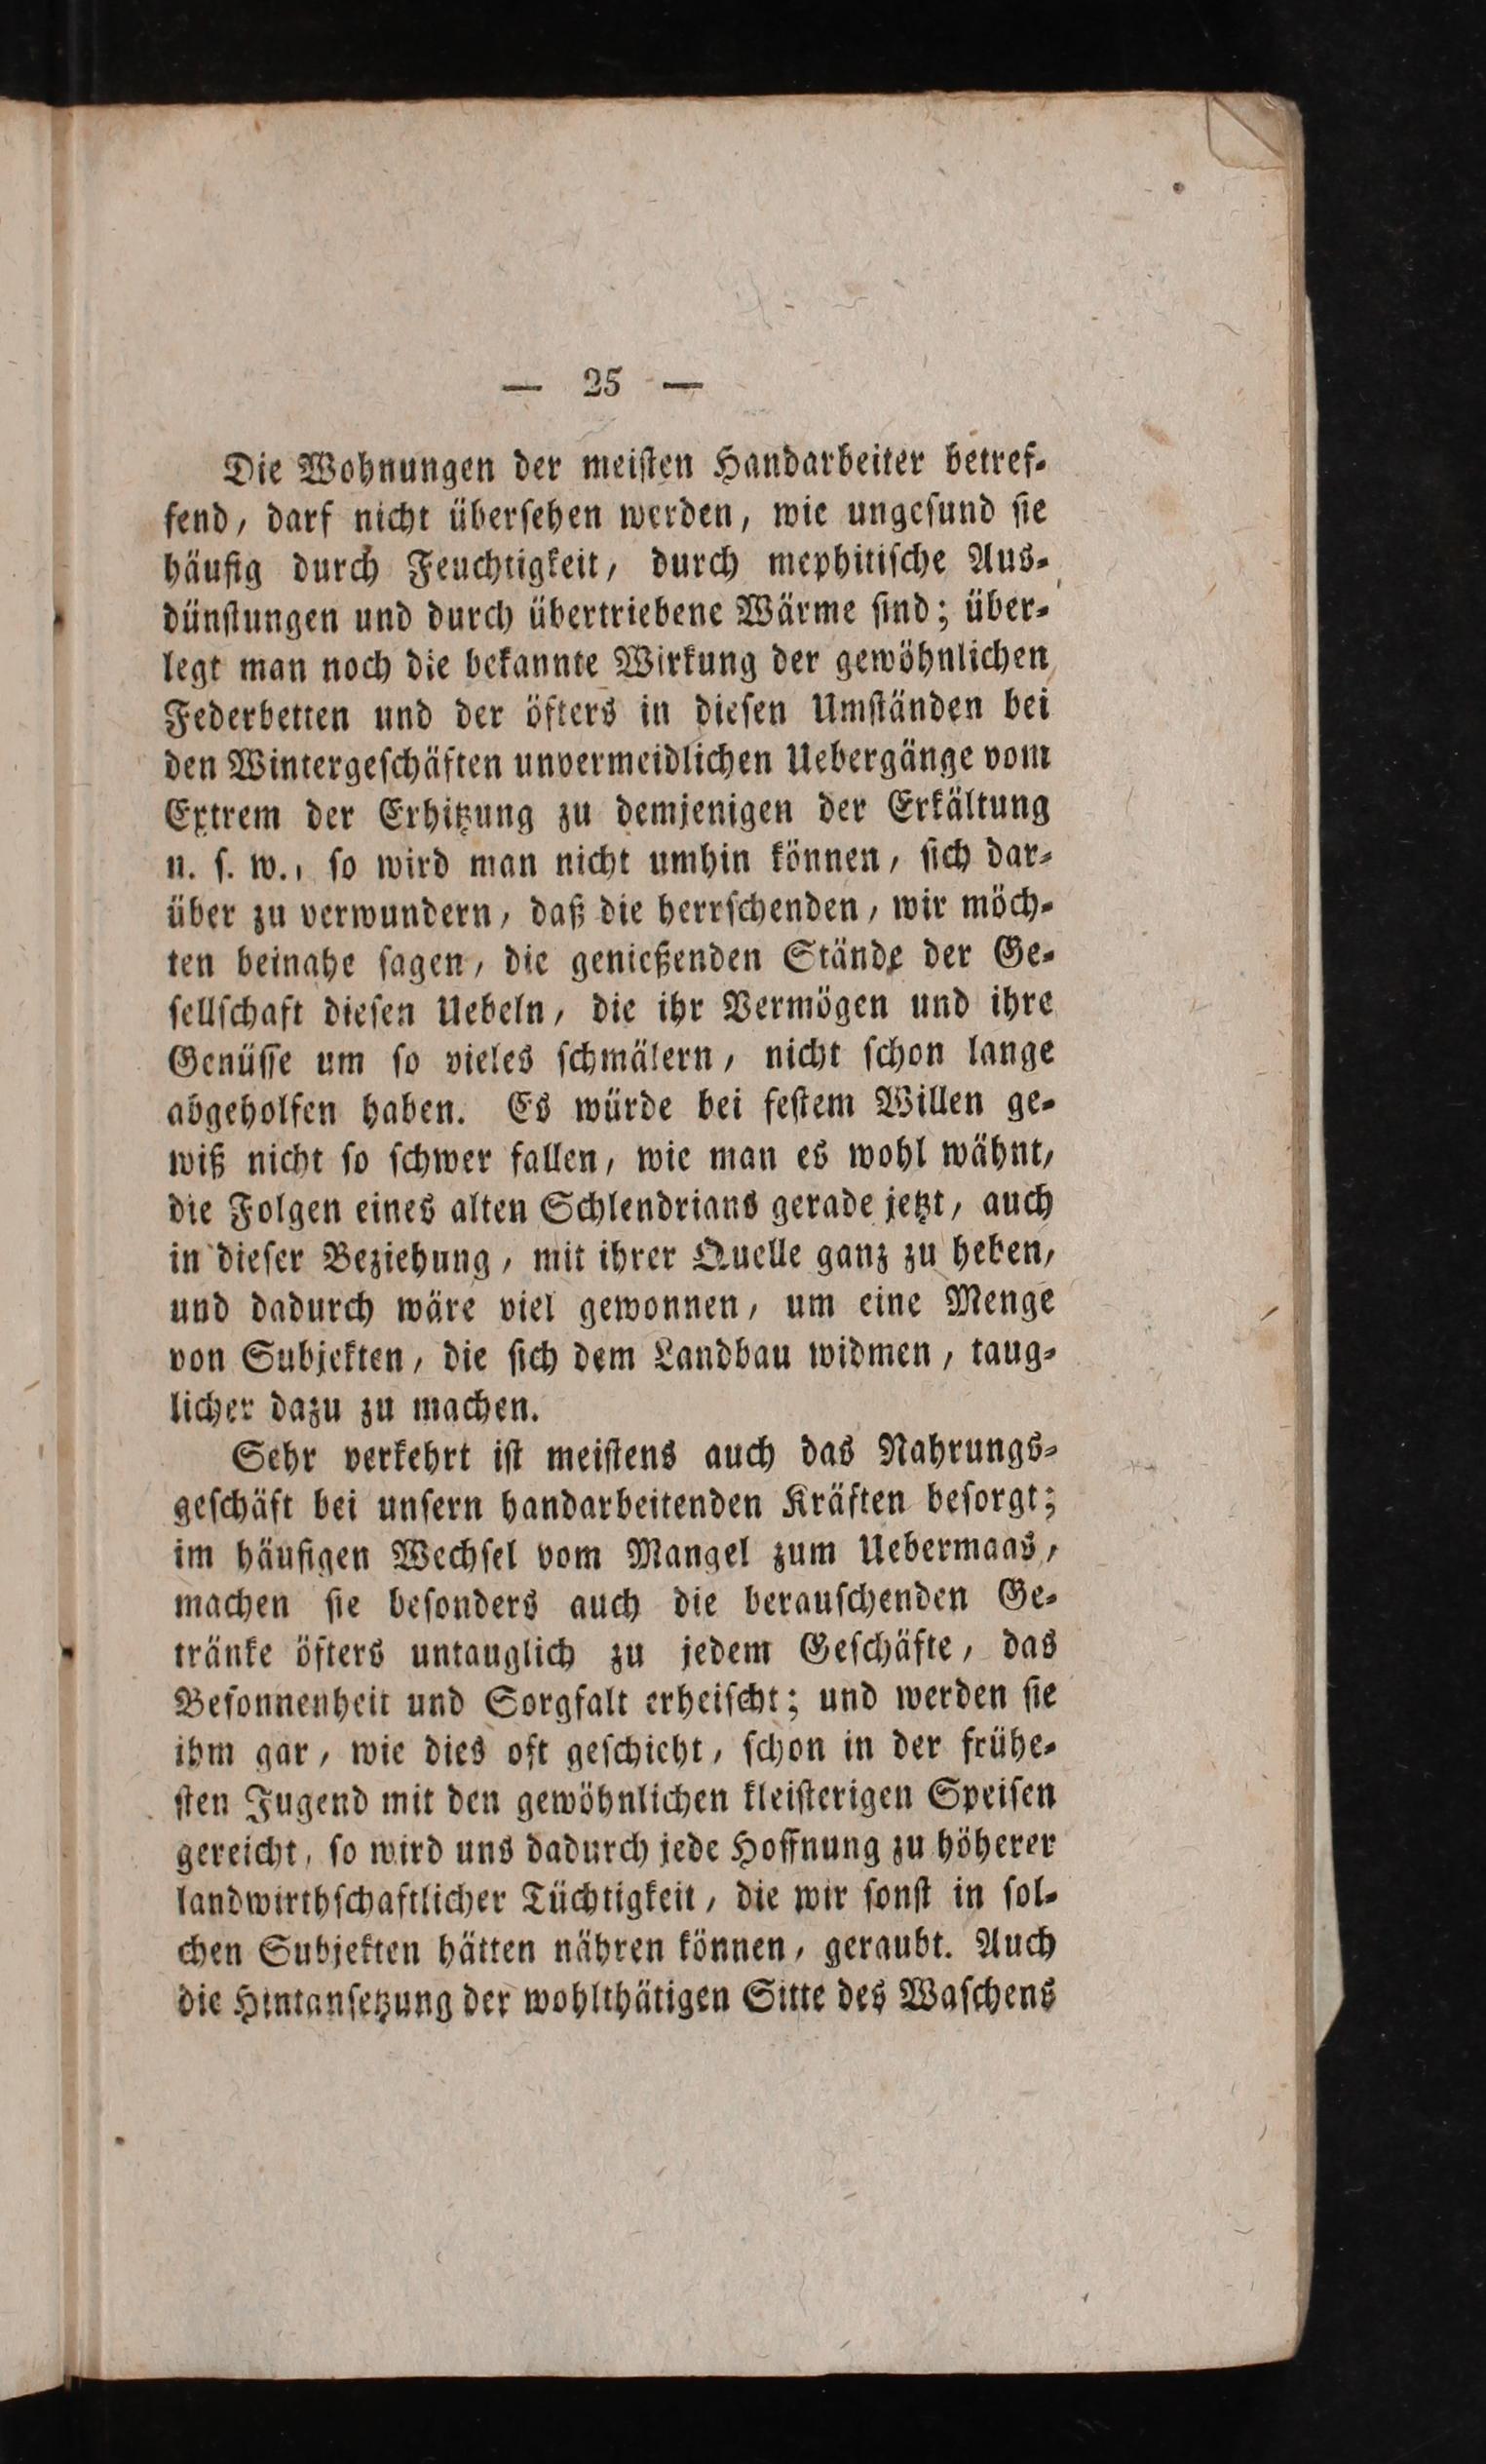 — 25 —
Die Wohnungen der meiſten Handarbeiter betref-
fend, darf nicht überſehen werden, wie ungeſund ſie
häufig durch Feuchtigkeit, durch mephitiſche Aus-
dünſtungen und durch übertriebene Wärme ſind; über-
legt man noch die bekannte Wirkung der gewöhnlichen
Federbetten und der öfters in dieſen Umſtänden bei
den Wintergeſchäften unvermeidlichen Uebergänge vom
Extrem der Erhitzung zu demjenigen der Erkältung
u. ſ. w., ſo wird man nicht umhin können, ſich dar-
über zu verwundern, daß die herrſchenden, wir möch-
ten beinahe ſagen, die genießenden Stände der Ge-
ſellſchaft dieſen Uebeln, die ihr Vermögen und ihre
Genüſſe um ſo vieles ſchmälern, nicht ſchon lange
abgeholfen haben. Es würde bei feſtem Willen ge-
wiß nicht ſo ſchwer fallen, wie man es wohl wähnt,
die Folgen eines alten Schlendrians gerade jetzt, auch
in dieſer Beziehung, mit ihrer Quelle ganz zu heben,
und dadurch wäre viel gewonnen, um eine Menge
von Subjekten, die ſich dem Landbau widmen, taug-
licher dazu zu machen.
Sehr verkehrt iſt meiſtens auch das Nahrungs-
geſchäft bei unſern handarbeitenden Kräften beſorgt;
im häufigen Wechſel vom Mangel zum Uebermaas,
machen ſie beſonders auch die berauſchenden Ge-
tränke öfters untauglich zu jedem Geſchäfte, das
Beſonnenheit und Sorgfalt erheiſcht; und werden ſie
ihm gar, wie dies oft geſchieht, ſchon in der frühe-
ſten Jugend mit den gewöhnlichen kleiſterigen Speiſen
gereicht, ſo wird uns dadurch jede Hoffnung zu höherer
landwirthſchaftlicher Tüchtigkeit, die wir ſonſt in ſol-
chen Subjekten hätten nähren können, geraubt. Auch
die Hintanſetzung der wohlthätigen Sitte des Waſchens